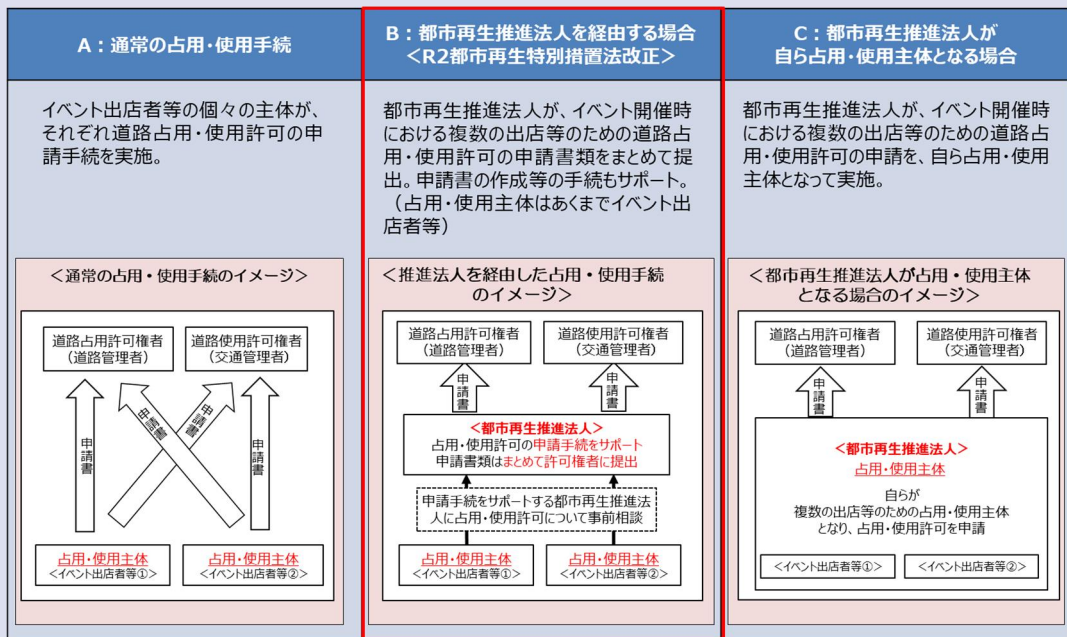 A：通常の占用・使用手続
イベント出店者等の個々の主体が、
それぞれ道路占用・使用許可の申
請手続を実施。
＜通常の占用・使用手続のイメージ＞
道路占用許可権者
（道路管理者）
道路使用許可権者
（交通管理者）
申請書
申請書
申請書
申請書
占用・使用主体
＜イベント出店者等①＞
占用・使用主体
＜イベント出店者等②＞
B：都市再生推進法人を経由する場合
＜R2都市再生特別措置法改正＞
都市再生推進法人が、イベント開催時
における複数の出店等のための道路占
用・使用許可の申請書類をまとめて提
出。申請書の作成等の手続もサポート。
（占用・使用主体はあくまでイベント出
店者等）
＜推進法人を経由した占用・使用手続
のイメージ＞
道路占用許可権者
（道路管理者）
道路使用許可権者
（交通管理者）
申請書
申請書
＜都市再生推進法人＞
占用・使用許可の申請手続をサポート
申請書類はまとめて許可権者に提出
申請手続をサポートする都市再生推進法
人に占用・使用許可について事前相談
占用・使用主体
＜イベント出店者等①＞
占用・使用主体
＜イベント出店者等②＞
C：都市再生推進法人が
自ら占用・使用主体となる場合
都市再生推進法人が、イベント開催時
における複数の出店等のための道路占
用・使用許可の申請を、自ら占用・使用
主体となって実施。
＜都市再生推進法人が占用・使用主体
となる場合のイメージ＞
道路占用許可権者
（道路管理者）
道路使用許可権者
（交通管理者）
申請書
申請書
＜都市再生推進法人＞
占用・使用主体
自らが
複数の出店等のための占用・使用主体
となり、占用・使用許可を申請
＜イベント出店者等①＞
＜イベント出店者等②＞